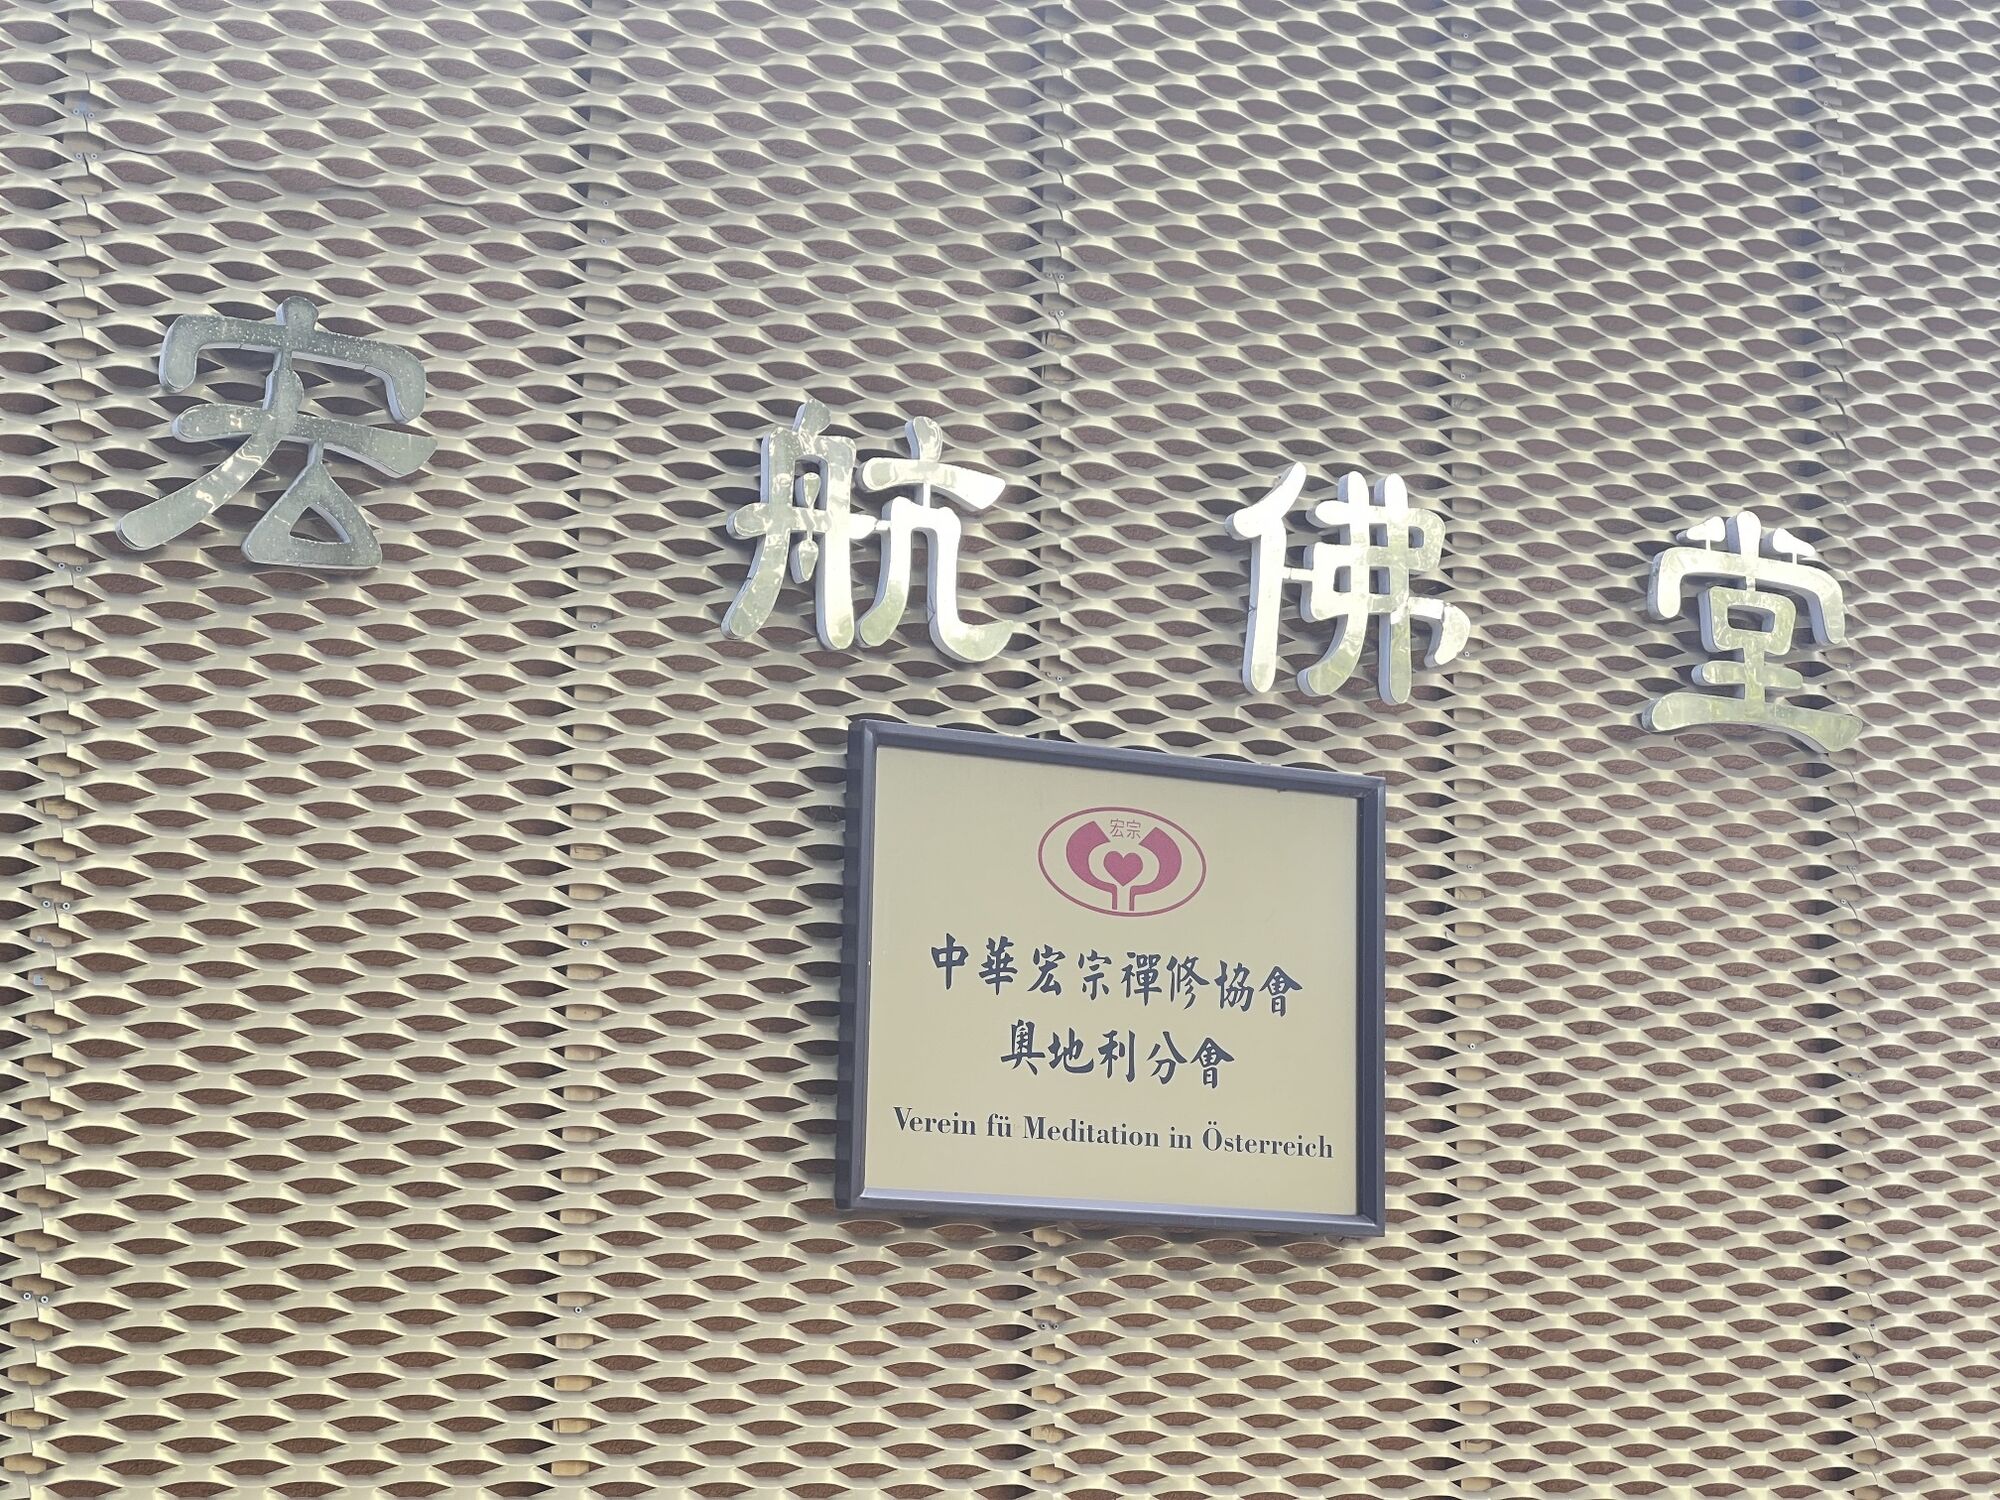 宏航佛堂
宏宗
中華宏宗禪修協會
奧地利分會
Verein fü Meditation in Österreich